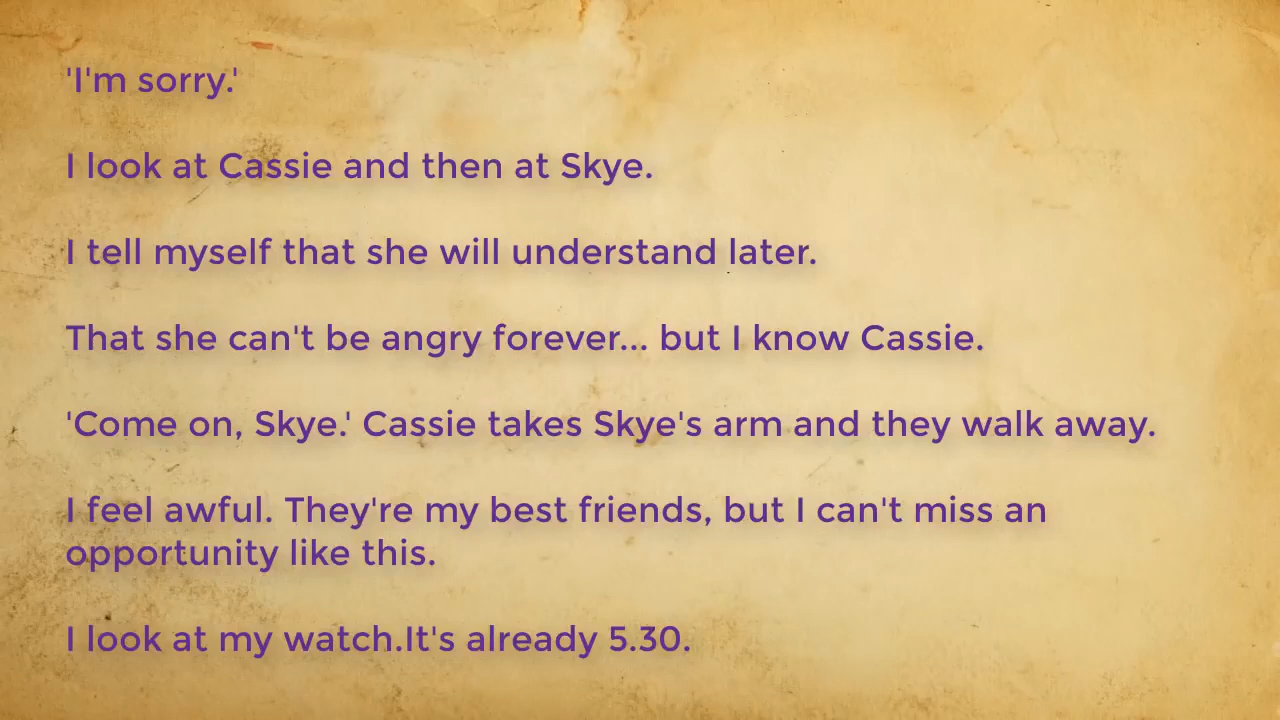 'I'm sorry.'
I look at Cassie and then at Skye.
I tell myself that she will understand later.
That she can't be angry forever... but I know Cassie.
'Come on, Skye.' Cassie takes Skye's arm and they walk away.
I feel awful. They're my best friends, but I can't miss an
opportunity like this.
I look at my watch.It's already 5.30.